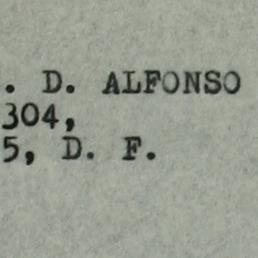 . D. ALFONSO
304,
5, D. F.